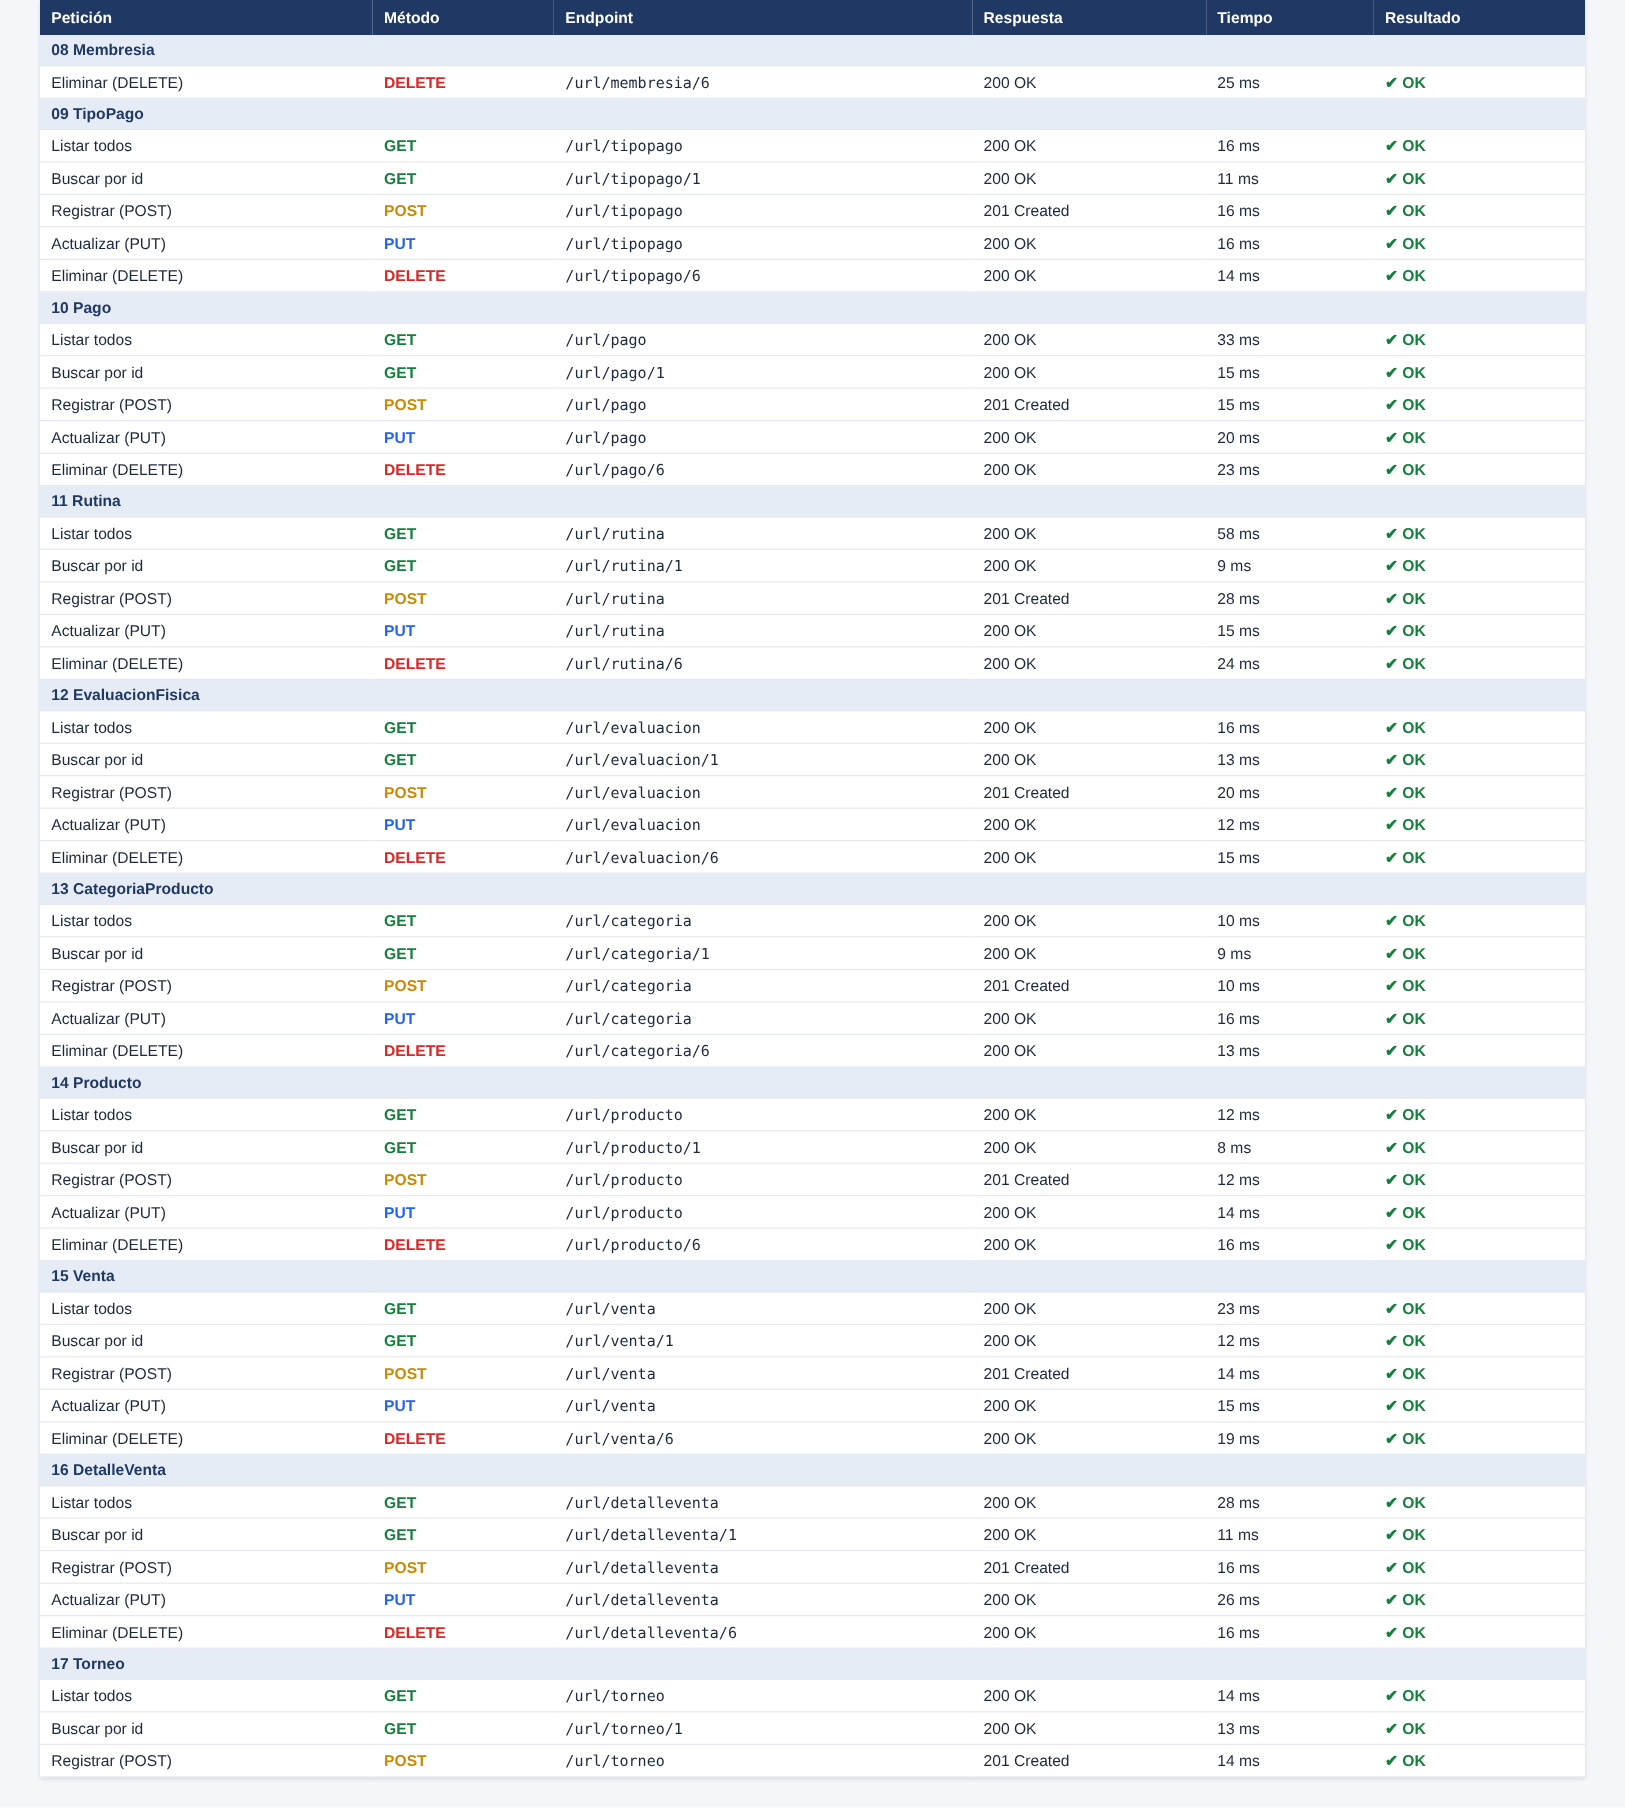 Petición Método Endpoint Respuesta Tiempo Resultado
08 Membresia
Eliminar (DELETE) DELETE /url/membresia/6 200 OK 25 ms ✔ OK
09 TipoPago
Listar todos GET /url/tipopago 200 OK 16 ms ✔ OK
Buscar por id GET /url/tipopago/1 200 OK 11 ms ✔ OK
Registrar (POST) POST /url/tipopago 201 Created 16 ms ✔ OK
Actualizar (PUT) PUT /url/tipopago 200 OK 16 ms ✔ OK
Eliminar (DELETE) DELETE /url/tipopago/6 200 OK 14 ms ✔ OK
10 Pago
Listar todos GET /url/pago 200 OK 33 ms ✔ OK
Buscar por id GET /url/pago/1 200 OK 15 ms ✔ OK
Registrar (POST) POST /url/pago 201 Created 15 ms ✔ OK
Actualizar (PUT) PUT /url/pago 200 OK 20 ms ✔ OK
Eliminar (DELETE) DELETE /url/pago/6 200 OK 23 ms ✔ OK
11 Rutina
Listar todos GET /url/rutina 200 OK 58 ms ✔ OK
Buscar por id GET /url/rutina/1 200 OK 9 ms ✔ OK
Registrar (POST) POST /url/rutina 201 Created 28 ms ✔ OK
Actualizar (PUT) PUT /url/rutina 200 OK 15 ms ✔ OK
Eliminar (DELETE) DELETE /url/rutina/6 200 OK 24 ms ✔ OK
12 EvaluacionFisica
Listar todos GET /url/evaluacion 200 OK 16 ms ✔ OK
Buscar por id GET /url/evaluacion/1 200 OK 13 ms ✔ OK
Registrar (POST) POST /url/evaluacion 201 Created 20 ms ✔ OK
Actualizar (PUT) PUT /url/evaluacion 200 OK 12 ms ✔ OK
Eliminar (DELETE) DELETE /url/evaluacion/6 200 OK 15 ms ✔ OK
13 CategoriaProducto
Listar todos GET /url/categoria 200 OK 10 ms ✔ OK
Buscar por id GET /url/categoria/1 200 OK 9 ms ✔ OK
Registrar (POST) POST /url/categoria 201 Created 10 ms ✔ OK
Actualizar (PUT) PUT /url/categoria 200 OK 16 ms ✔ OK
Eliminar (DELETE) DELETE /url/categoria/6 200 OK 13 ms ✔ OK
14 Producto
Listar todos GET /url/producto 200 OK 12 ms ✔ OK
Buscar por id GET /url/producto/1 200 OK 8 ms ✔ OK
Registrar (POST) POST /url/producto 201 Created 12 ms ✔ OK
Actualizar (PUT) PUT /url/producto 200 OK 14 ms ✔ OK
Eliminar (DELETE) DELETE /url/producto/6 200 OK 16 ms ✔ OK
15 Venta
Listar todos GET /url/venta 200 OK 23 ms ✔ OK
Buscar por id GET /url/venta/1 200 OK 12 ms ✔ OK
Registrar (POST) POST /url/venta 201 Created 14 ms ✔ OK
Actualizar (PUT) PUT /url/venta 200 OK 15 ms ✔ OK
Eliminar (DELETE) DELETE /url/venta/6 200 OK 19 ms ✔ OK
16 DetalleVenta
Listar todos GET /url/detalleventa 200 OK 28 ms ✔ OK
Buscar por id GET /url/detalleventa/1 200 OK 11 ms ✔ OK
Registrar (POST) POST /url/detalleventa 201 Created 16 ms ✔ OK
Actualizar (PUT) PUT /url/detalleventa 200 OK 26 ms ✔ OK
Eliminar (DELETE) DELETE /url/detalleventa/6 200 OK 16 ms ✔ OK
17 Torneo
Listar todos GET /url/torneo 200 OK 14 ms ✔ OK
Buscar por id GET /url/torneo/1 200 OK 13 ms ✔ OK
Registrar (POST) POST /url/torneo 201 Created 14 ms ✔ OK